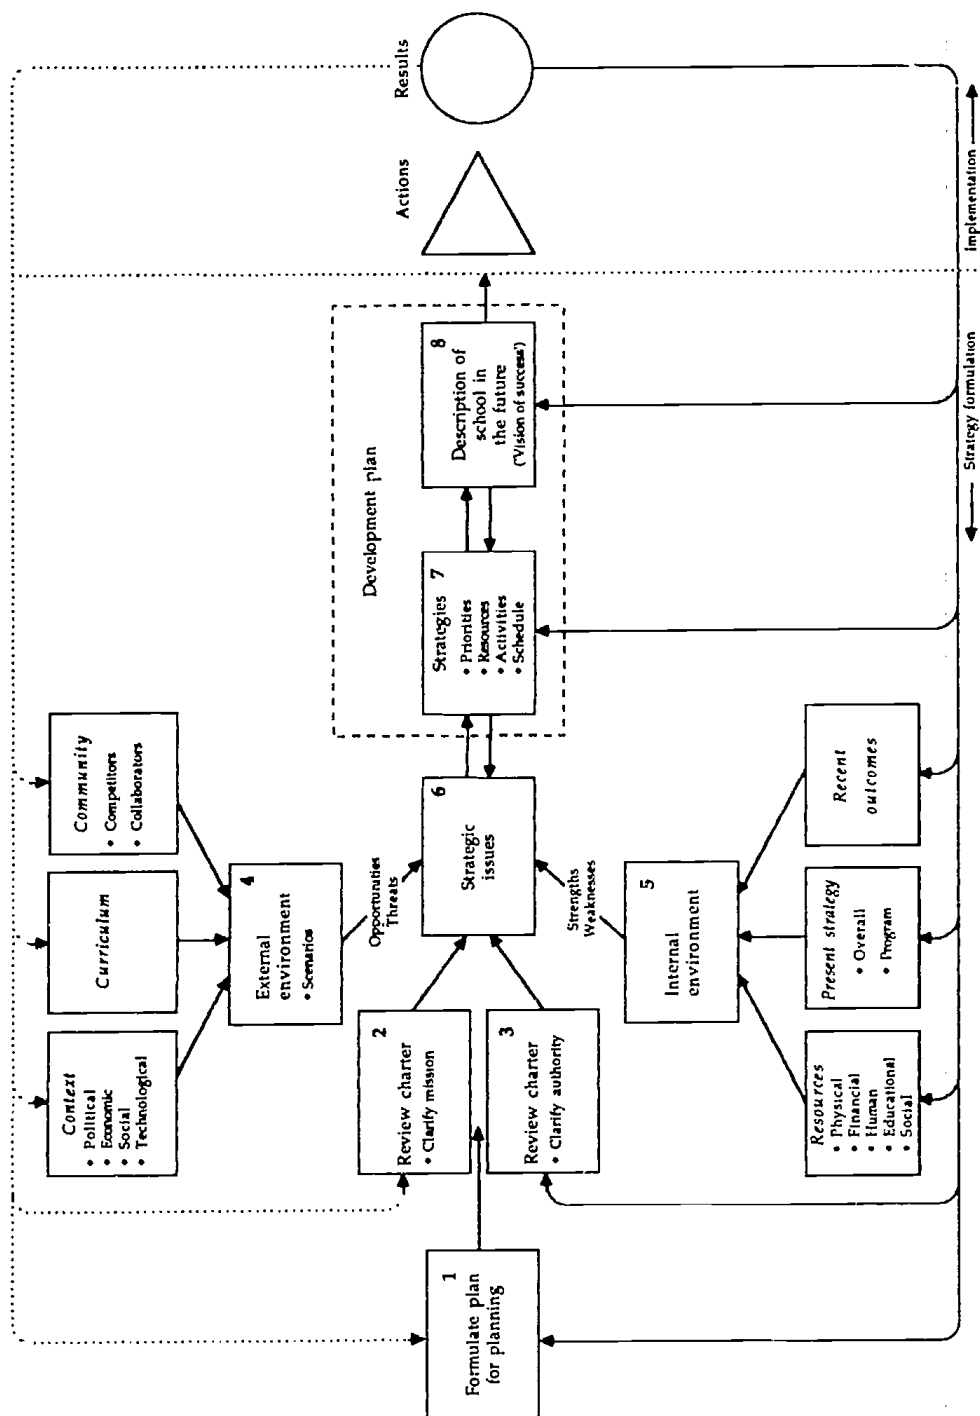 Formulate plan
for planning
1
Review charter
• Clarify mission
2
Review charter
• Clarify authority
3
Context
• Political
• Economic
• Social
• Technological
Curriculum
Community
• Competitors
• Collaborators
External
environment
• Scenarios
4
Opportunities
Threats
Strategic
issues
6
Strengths
Weaknesses
Internal
environment
5
Resources
• Physical
• Financial
• Human
• Educational
• Social
Present strategy
• Overall
• Program
Recent
outcomes
Development plan
Strategies
• Priorities
• Resources
• Activities
• Schedule
7
Description of
school in
the future
('Vision of success')
8
Actions
Results
Strategy formulation
Implementation